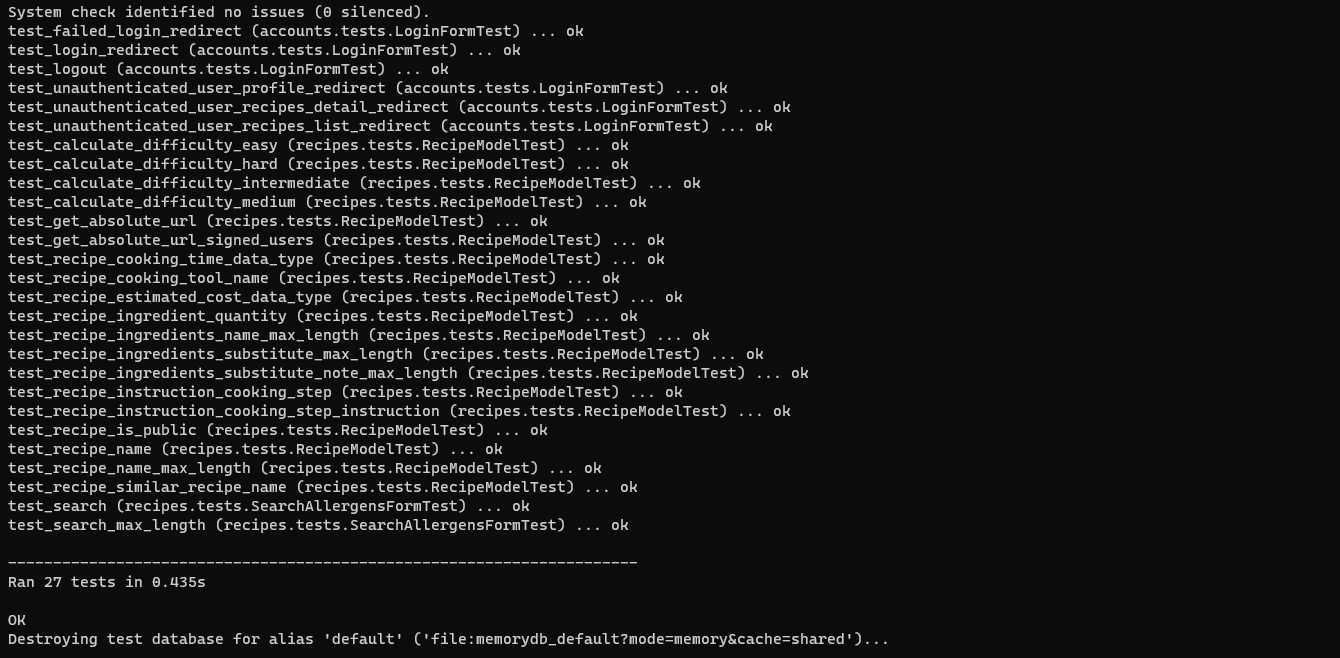 System check identified no issues (0 silenced).
test_failed_login_redirect (accounts.tests.LoginFormTest) ... ok
test_login_redirect (accounts.tests.LoginFormTest) ... ok
test_logout (accounts.tests.LoginFormTest) ... ok
test_unauthenticated_user_profile_redirect (accounts.tests.LoginFormTest) ... ok
test_unauthenticated_user_recipes_detail_redirect (accounts.tests.LoginFormTest) ... ok
test_unauthenticated_user_recipes_list_redirect (accounts.tests.LoginFormTest) ... ok
test_calculate_difficulty_easy (recipes.tests.RecipeModelTest) ... ok
test_calculate_difficulty_hard (recipes.tests.RecipeModelTest) ... ok
test_calculate_difficulty_intermediate (recipes.tests.RecipeModelTest) ... ok
test_calculate_difficulty_medium (recipes.tests.RecipeModelTest) ... ok
test_get_absolute_url (recipes.tests.RecipeModelTest) ... ok
test_get_absolute_url_signed_users (recipes.tests.RecipeModelTest) ... ok
test_recipe_cooking_time_data_type (recipes.tests.RecipeModelTest) ... ok
test_recipe_cooking_tool_name (recipes.tests.RecipeModelTest) ... ok
test_recipe_estimated_cost_data_type (recipes.tests.RecipeModelTest) ... ok
test_recipe_ingredient_quantity (recipes.tests.RecipeModelTest) ... ok
test_recipe_ingredients_name_max_length (recipes.tests.RecipeModelTest) ... ok
test_recipe_ingredients_substitute_max_length (recipes.tests.RecipeModelTest) ... ok
test_recipe_ingredients_substitute_note_max_length (recipes.tests.RecipeModelTest) ... ok
test_recipe_instruction_cooking_step (recipes.tests.RecipeModelTest) ... ok
test_recipe_instruction_cooking_step_instruction (recipes.tests.RecipeModelTest) ... ok
test_recipe_is_public (recipes.tests.RecipeModelTest) ... ok
test_recipe_name (recipes.tests.RecipeModelTest) ... ok
test_recipe_name_max_length (recipes.tests.RecipeModelTest) ... ok
test_recipe_similar_recipe_name (recipes.tests.RecipeModelTest) ... ok
test_search (recipes.tests.SearchAllergensFormTest) ... ok
test_search_max_length (recipes.tests.SearchAllergensFormTest) ... ok
----------------------------------------------------------------------
Ran 27 tests in 0.435s
OK
Destroying test database for alias 'default' ('file:memorydb_default?mode=memory&cache=shared')...